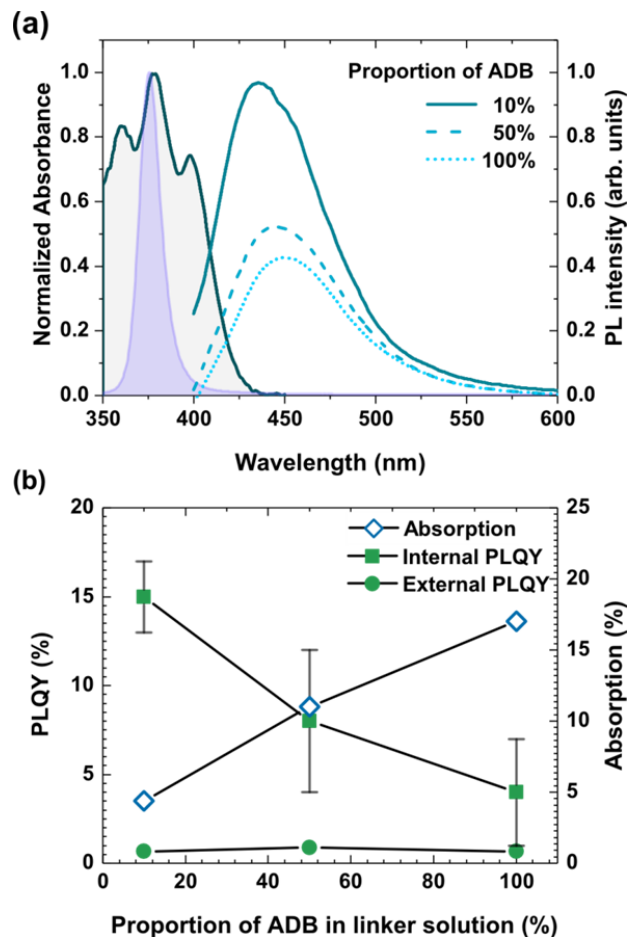 (a)
Normalized Absorbance
1.0
0.8
0.6
0.4
0.2
0.0
Proportion of ADB
10%
50%
100%
1.0
0.8
0.6
0.4
0.2
0.0
PL intensity (arb. units)
350 400 450 500 550 600
Wavelength (nm)
(b)
PLQY (%)
20
15
10
5
0
Absorption
Internal PLQY
External PLQY
25
20
15
10
5
0
Absorption (%)
0 20 40 60 80 100
Proportion of ADB in linker solution (%)